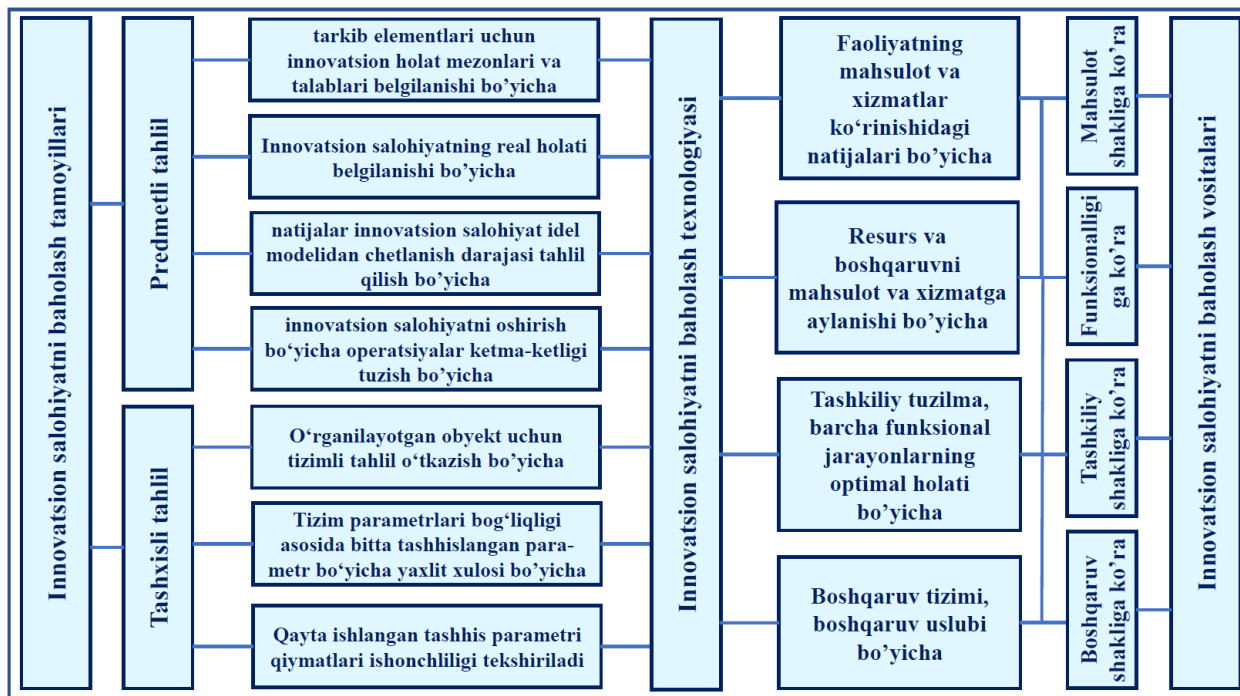 Innovatsion salohiyatni baholash tamoyillari
Predmetli tahlil
Tashxisli tahlil
tarkib elementlari uchun
innovatsion holat mezonlari va
talablari belgilanishi bo’yicha
Innovatsion salohiyatning real holati
belgilanishi bo’yicha
natijalar innovatsion salohiyat idel
modelidan chetlanish darajasi tahlil
qilish bo’yicha
innovatsion salohiyatni oshirish
bo‘yicha operatsiyalar ketma-ketligi
tuzish bo’yicha
O‘rganilayotgan obyekt uchun
tizimli tahlil o‘tkazish bo’yicha
Tizim parametrlari bog‘liqligi
asosida bitta tashhislangan para-
metr bo‘yicha yaxlit xulosi bo’yicha
Qayta ishlangan tashhis parametri
qiymatlari ishonchliligi tekshiriladi
Innovatsion salohiyatni baholash texnologiyasi
Faoliyatning
mahsulot va
xizmatlar
ko‘rinishidagi
natijalari bo’yicha
Resurs va
boshqaruvni
mahsulot va xizmatga
aylanishi bo’yicha
Tashkiliy tuzilma,
barcha funksional
jarayonlarning
optimal holati
bo’yicha
Boshqaruv tizimi,
boshqaruv uslubi
bo’yicha
Mahsulot
shakliga ko’ra
Funksionalligi
ga ko’ra
Tashkiliy
shakliga ko’ra
Boshqaruv
shakliga ko’ra
Innovatsion salohiyatni baholash vositalari